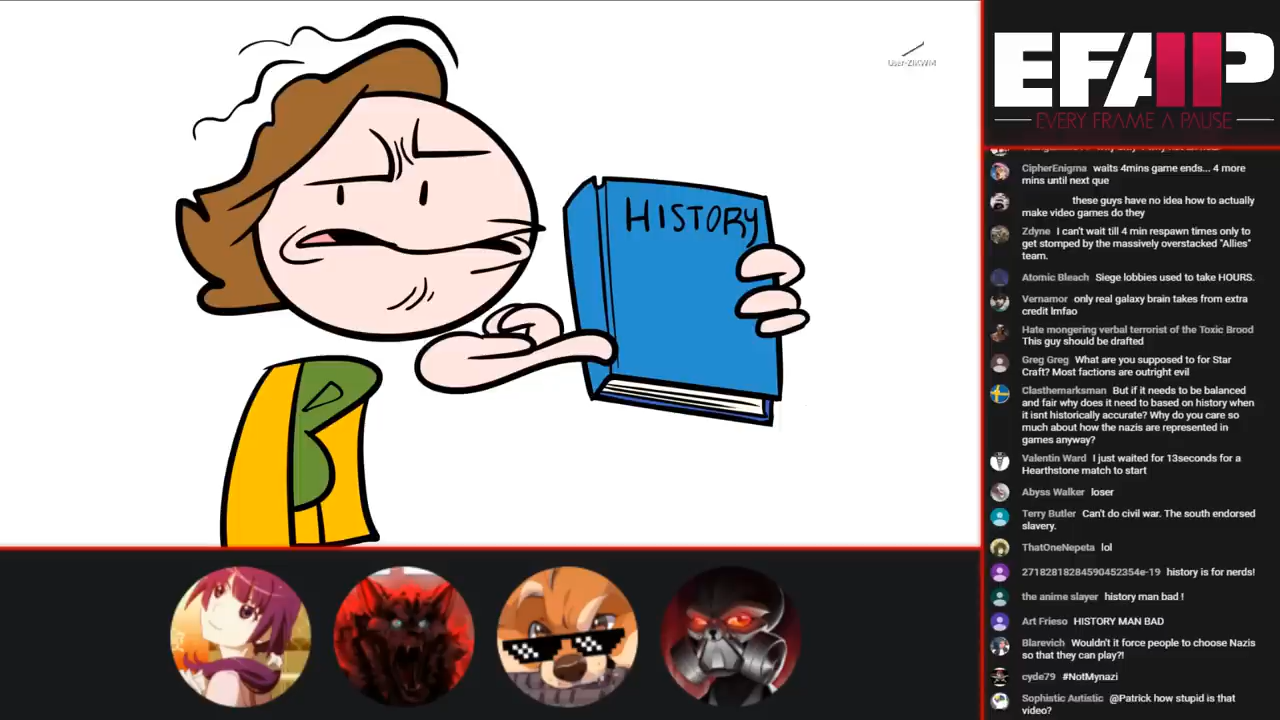 HISTORY
User-ZIKWM
EFAP
EVERY FRAME A PAUSE
CipherEnigma waits 4mins game ends... 4 more
mins until next que
these guys have no idea how to actually
make video games do they
Zdyne I can't wait till 4 min respawn times only to
get stomped by the massively overstacked "Allies"
team.
Atomic Bleach Siege lobbies used to take HOURS.
Vernamor only real galaxy brain takes from extra
credit lmfao
Hate mongering verbal terrorist of the Toxic Brood
This guy should be drafted
Greg Greg What are you supposed to for Star
Craft? Most factions are outright evil
Clasthemarksman But if it needs to be balanced
and fair why does it need to based on history when
it isnt historically accurate? Why do you care so
much about how the nazis are represented in
games anyway?
Valentin Ward I just waited for 13seconds for a
Hearthstone match to start
Abyss Walker loser
Terry Butler Can't do civil war. The south endorsed
slavery.
ThatOneNepeta lol
27182818284590452354e-19 history is for nerds!
the anime slayer history man bad !
Art Frieso HISTORY MAN BAD
Blarevich Wouldn't it force people to choose Nazis
so that they can play?!
cyde79 #NotMynazi
Sophistic Autistic @Patrick how stupid is that
video?